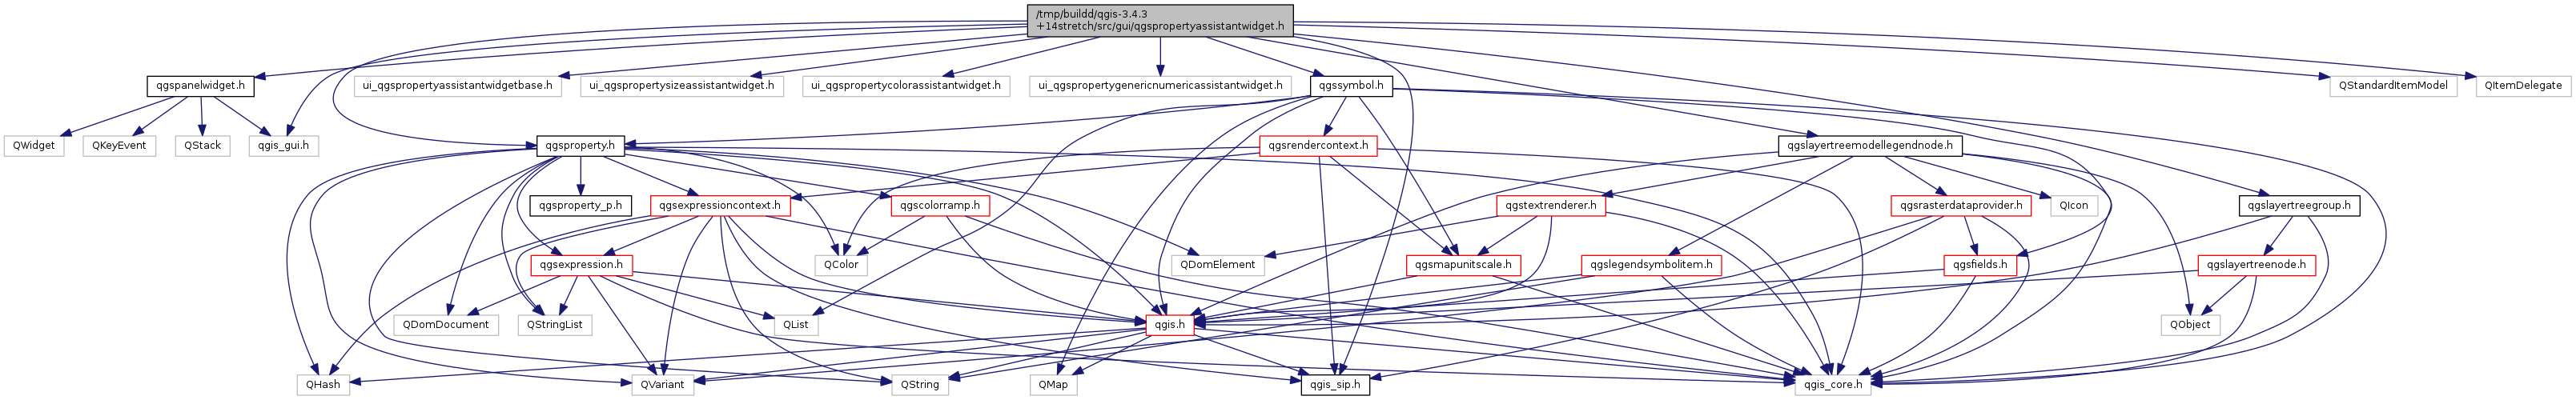 /tmp/buildd/qgis-3.4.3
+14stretch/src/gui/qgspropertyassistantwidget.h
qgspanelwidget.h
ui_qgspropertyassistantwidgetbase.h
ui_qgspropertysizeassistantwidget.h
ui_qgspropertycolorassistantwidget.h
ui_qgspropertygenericnumericassistantwidget.h
qgssymbol.h
QStandardItemModel
QItemDelegate
QWidget
QKeyEvent
QStack
qgis_gui.h
qgsproperty.h
qgsrendercontext.h
qgslayertreemodellegendnode.h
qgsproperty_p.h
qgsexpressioncontext.h
qgscolorramp.h
qgstextrenderer.h
qgsrasterdataprovider.h
QIcon
qgslayertreegroup.h
qgsexpression.h
QColor
QDomElement
qgsmapunitscale.h
qgslegendsymbolitem.h
qgsfields.h
qgslayertreenode.h
QDomDocument
QStringList
QList
qgis.h
QObject
QHash
QVariant
QString
QMap
qgis_sip.h
qgis_core.h